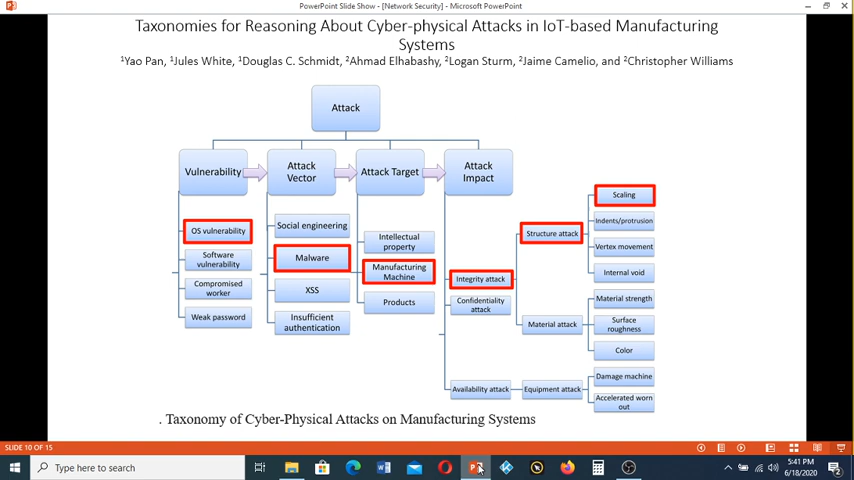 PowerPoint Slide Show - [Network Security] - Microsoft PowerPoint
Taxonomies for Reasoning About Cyber-physical Attacks in IoT-based Manufacturing
Systems
¹Yao Pan, ¹Jules White, ¹Douglas C. Schmidt, ²Ahmad Elhabashy, ²Logan Sturm, ²Jaime Camelio, and ²Christopher Williams
Attack
Vulnerability
Attack
Vector
Attack Target
Attack
Impact
OS vulnerability
Software
vulnerability
Compromised
worker
Weak password
Social engineering
Malware
XSS
Insufficient
authentication
Intellectual
property
Manufacturing
Machine
Products
Integrity attack
Confidentiality
attack
Availability attack
Structure attack
Material attack
Equipment attack
Scaling
Indents/protrusion
Vertex movement
Internal void
Material strength
Surface
roughness
Color
Damage machine
Accelerated worn
out
. Taxonomy of Cyber-Physical Attacks on Manufacturing Systems
SLIDE 10 OF 15
Type here to search
5:41 PM
6/18/2020
2